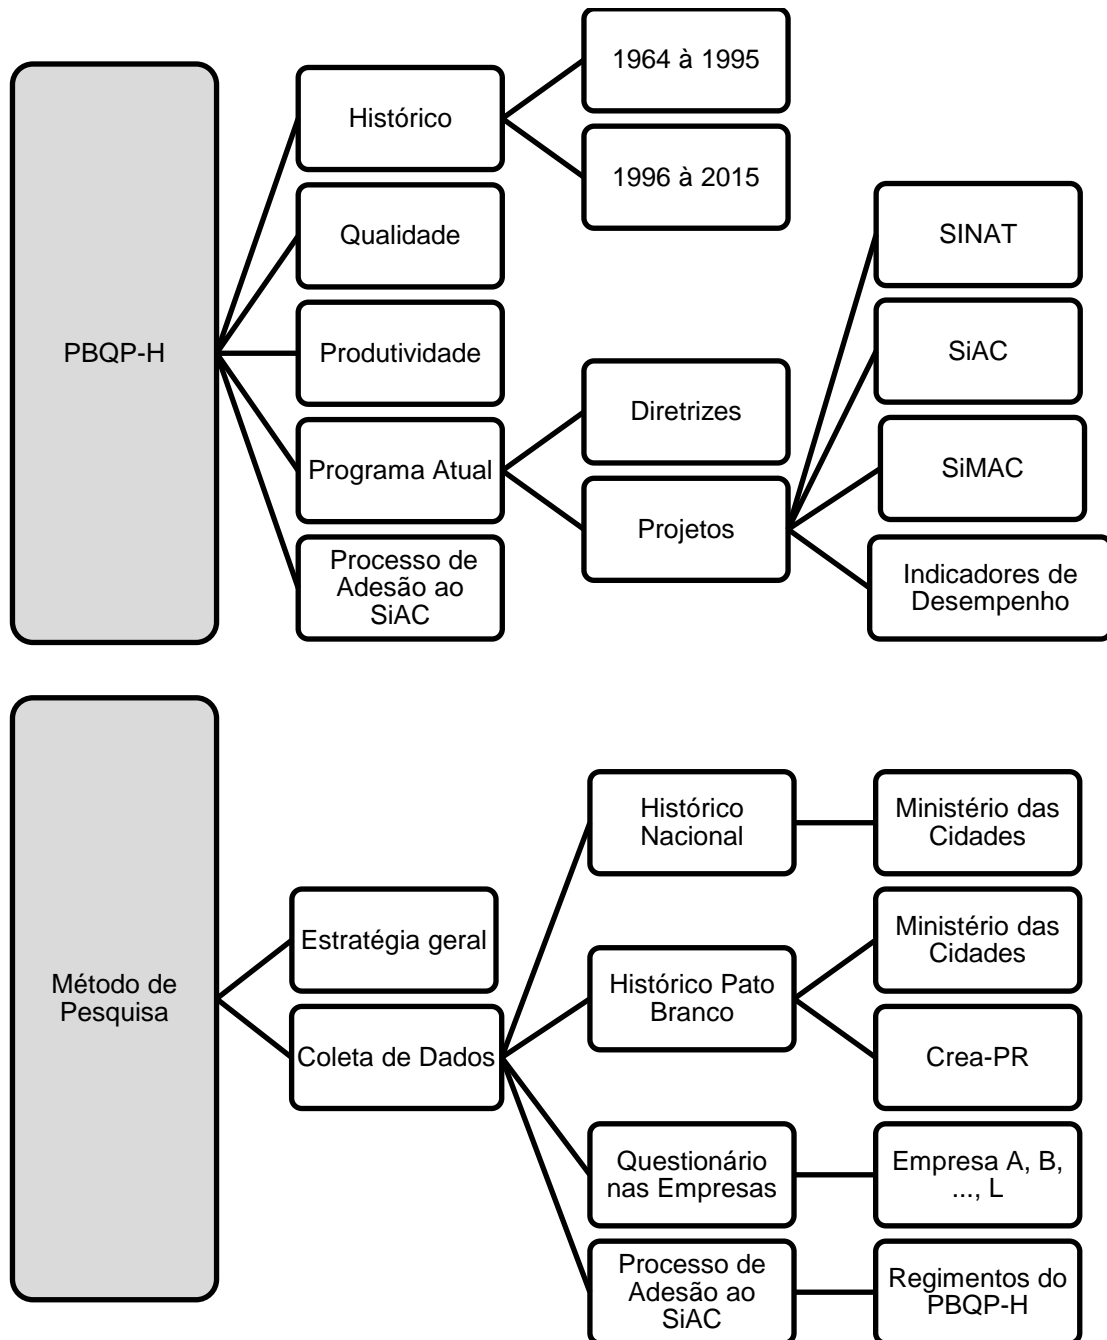 PBQP-H
Histórico
1964 à 1995
1996 à 2015
Qualidade
Produtividade
Programa Atual
Diretrizes
Projetos
SINAT
SiAC
SiMAC
Indicadores de
Desempenho
Processo de
Adesão ao
SiAC
Método de
Pesquisa
Estratégia geral
Coleta de Dados
Histórico
Nacional
Ministério das
Cidades
Histórico Pato
Branco
Ministério das
Cidades
Crea-PR
Questionário
nas Empresas
Empresa A, B,
..., L
Processo de
Adesão ao
SiAC
Regimentos do
PBQP-H